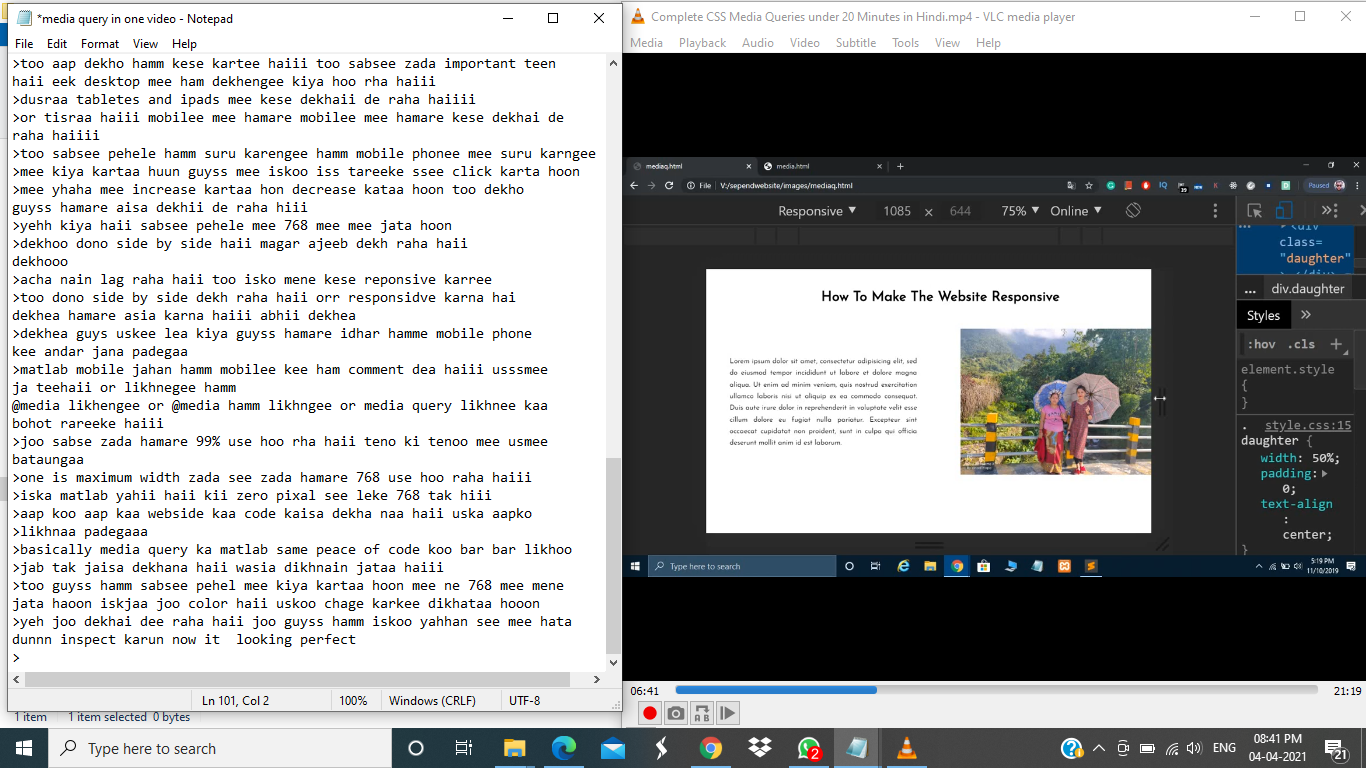 *media query in one video - Notepad
File Edit Format View Help
>too aap dekho hamm kese kartee haiii too sabsee zada important teen
haii eek desktop mee ham dekhengee kiya hoo rha haiii
>dusraa tabletes and ipads mee kese dekhaii de raha haiiii
>or tisraa haiii mobilee mee hamare mobilee mee hamare kese dekhai de
raha haiiii
>too sabsee pehele hamm suru karengee hamm mobile phonee mee suru karngee
>mee kiya kartaa huun guyss mee iskoo iss tareeke ssee click karta hoon
>mee yhaha mee increase kartaa hon decrease kataa hoon too dekho
guyss hamare aisa dekhii de raha hiii
>yehh kiya haii sabsee pehele mee 768 mee mee jata hoon
>dekhoo dono side by side haii magar ajeeb dekh raha haii
dekhooo
>acha nain lag raha haii too isko mene kese reponsive karree
>too dono side by side dekh raha haii orr responsidve karna hai
dekhea hamare asia karna haiii abhii dekhea
>dekhea guys uskee lea kiya guyss hamare idhar hamme mobile phone
kee andar jana padegaa
>matlab mobile jahan hamm mobilee kee ham comment dea haiii usssmee
ja teehaii or likhnegee hamm
@media likhengee or @media hamm likhngee or media query likhnee kaa
bohot rareeke haiii
>joo sabse zada hamare 99% use hoo rha haii teno ki tenoo mee usmee
bataungaa
>one is maximum width zada see zada hamare 768 use hoo raha haiii
>iska matlab yahii haii kii zero pixal see leke 768 tak hiii
>aap koo aap kaa webside kaa code kaisa dekha naa haii uska aapko
>likhnaa padegaaa
>basically media query ka matlab same peace of code koo bar bar likhoo
>jab tak jaisa dekhana haii wasia dikhnain jataa haiii
>too guyss hamm sabsee pehel mee kiya kartaa hoon mee ne 768 mee mene
jata haoon iskjaa joo color haii uskoo chage karkee dikhataa hooon
>yeh joo dekhai dee raha haii joo guyss hamm iskoo yahhan see mee hata
dunnn inspect karun now it  looking perfect
>
Ln 101, Col 2 100% Windows (CRLF) UTF-8
1 item 1 item selected 0 bytes
Complete CSS Media Queries under 20 Minutes in Hindi.mp4 - VLC media player
Media Playback Audio Video Subtitle Tools View Help
mediaq.html media.html
File V:/sependwebsite/images/mediaq.html Paused
Responsive 1085 × 644 75% Online
How To Make The Website Responsive
Lorem ipsum dolor sit amet, consectetur adipisicing elit, sed
do eiusmod tempor incididunt ut labore et dolore magna
aliqua. Ut enim ad minim veniam, quis nostrud exercitation
ullamco laboris nisi ut aliquip ex ea commodo consequat.
Duis aute irure dolor in reprehenderit in voluptate velit esse
cillum dolore eu fugiat nulla pariatur. Excepteur sint
occaecat cupidatat non proident, sunt in culpa qui officia
deserunt mollit anim id est laborum.
<div
class=
"daughter"
... div.daughter
Styles
:hov .cls
element.style
{
}
. style.css:15
daughter {
width: 50%;
padding:
0;
text-align
:
center;
}
Type here to search
5:19 PM
11/10/2019
06:41 21:19
A B
Type here to search
2
ENG
08:41 PM
04-04-2021
21